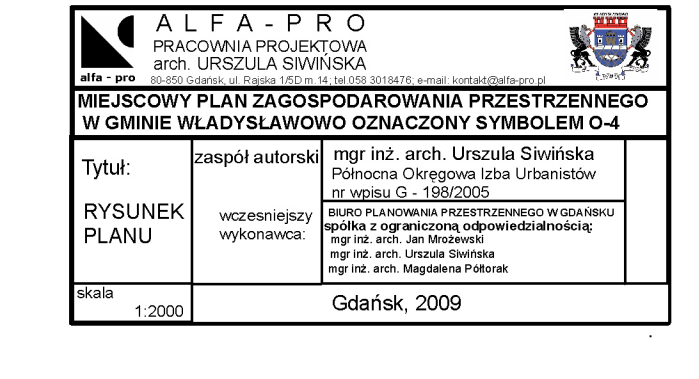 A L F A - P R O
PRACOWNIA PROJEKTOWA
arch. URSZULA SIWIŃSKA
alfa - pro
80-850 Gdańsk, ul. Rajska 1/5D m.14; tel.058 3018476; e-mail: kontakt@alfa-pro.pl
MIEJSCOWY PLAN ZAGOSPODAROWANIA PRZESTRZENNEGO
W GMINIE WŁADYSŁAWOWO OZNACZONY SYMBOLEM O-4
Tytuł:
RYSUNEK
PLANU
zaspół autorski
mgr inż. arch. Urszula Siwińska
Północna Okręgowa Izba Urbanistów
nr wpisu G - 198/2005
wczesniejszy
wykonawca:
BIURO PLANOWANIA PRZESTRZENNEGO W GDAŃSKU
spólka z ograniczoną odpowiedzialnością:
mgr inż. arch. Jan Mrożewski
mgr inż. arch. Urszula Siwińska
mgr inż. arch. Magdalena Półtorak
skala
1:2000
Gdańsk, 2009